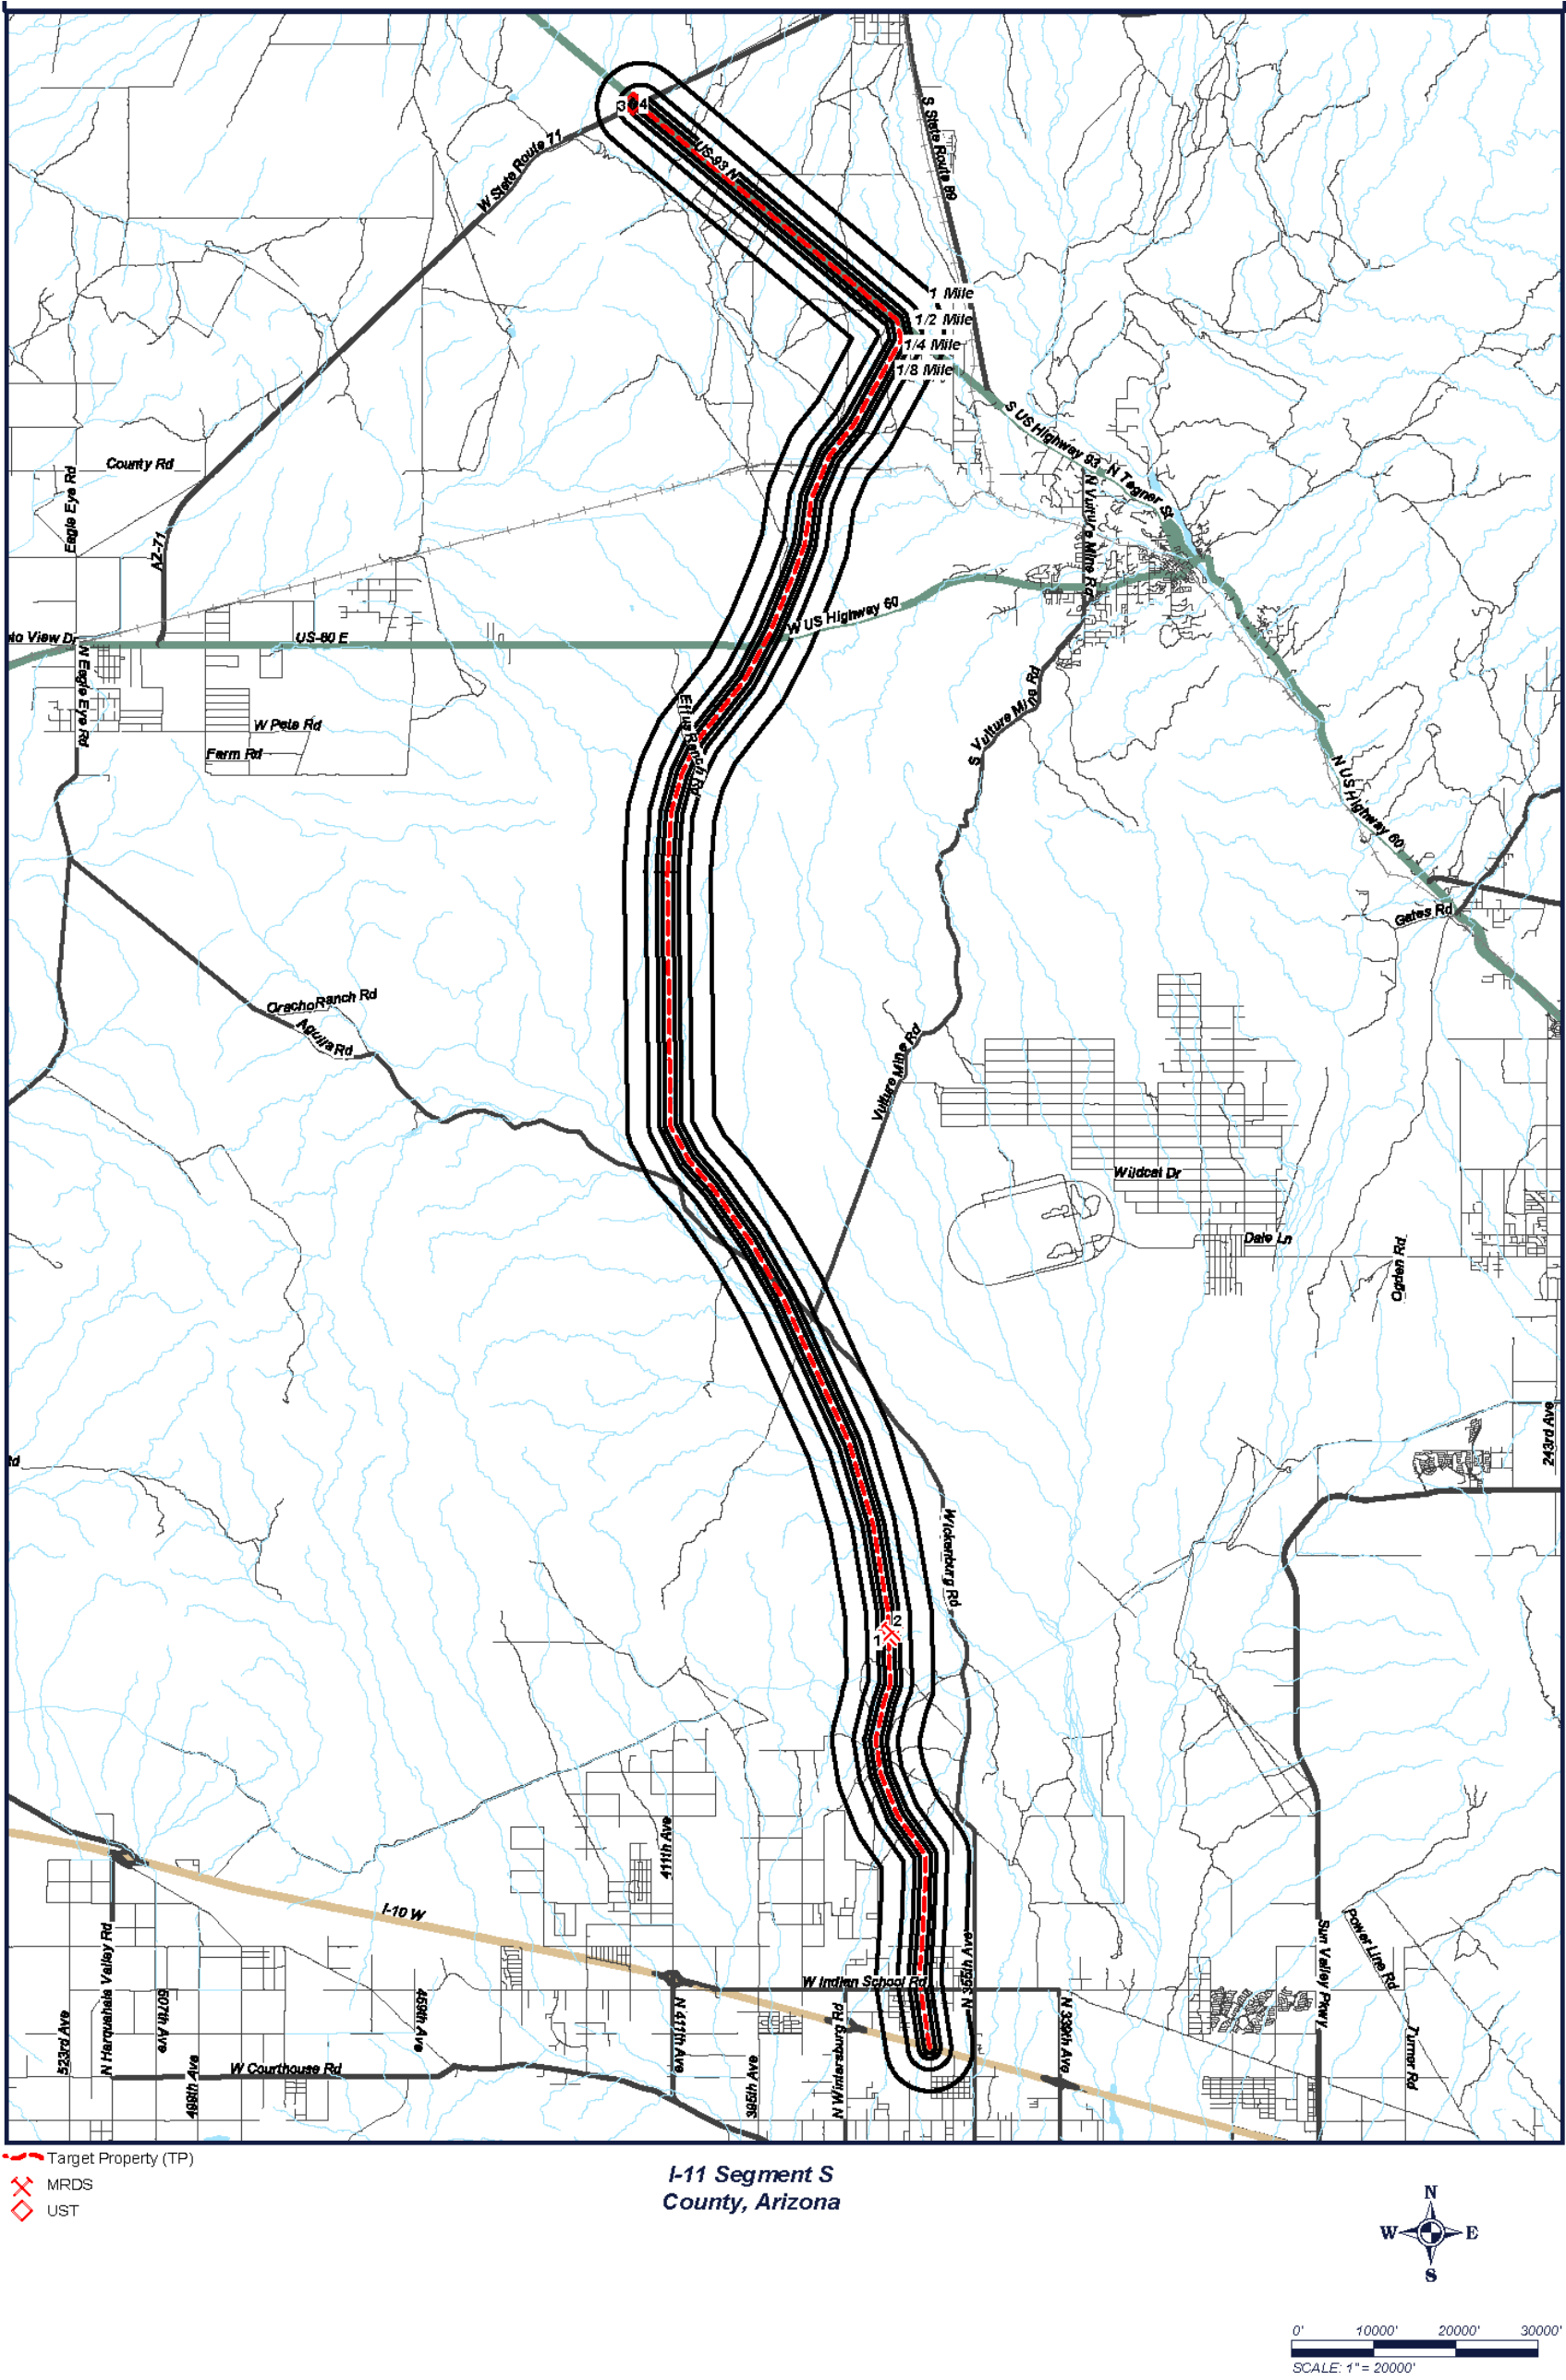 3 4
W State Route 71
US-93 N
S State Route 89
1 Mile
1/2 Mile
1/4 Mile
1/8 Mile
S US Highway 93
N Tegner St
N Vulture Mine Rd
County Rd
Eagle Eye Rd
AZ-71
US-60 E
W US Highway 60
N Eagle Eye Rd
W Pete Rd
Farm Rd
S Vulture Mine Rd
N US Highway 60
Gates Rd
Ranch Rd
Aguila Rd
Vulture Mine Rd
Wildcat Dr
Dale Ln
Ogden Rd
243rd Ave
Wickenburg Rd
2
1
411th Ave
I-10 W
W Indian School Rd
N 355th Ave
N Harquahala Valley Rd
523rd Ave
507th Ave
499th Ave
W Courthouse Rd
N 411th Ave
395th Ave
N Wintersburg Rd
N 339th Ave
Sun Valley Pkwy
Power Line Rd
Turner Rd
Target Property (TP)
MRDS
UST
I-11 Segment S
County, Arizona
N
W E
S
0' 10000' 20000' 30000'
SCALE: 1" = 20000'